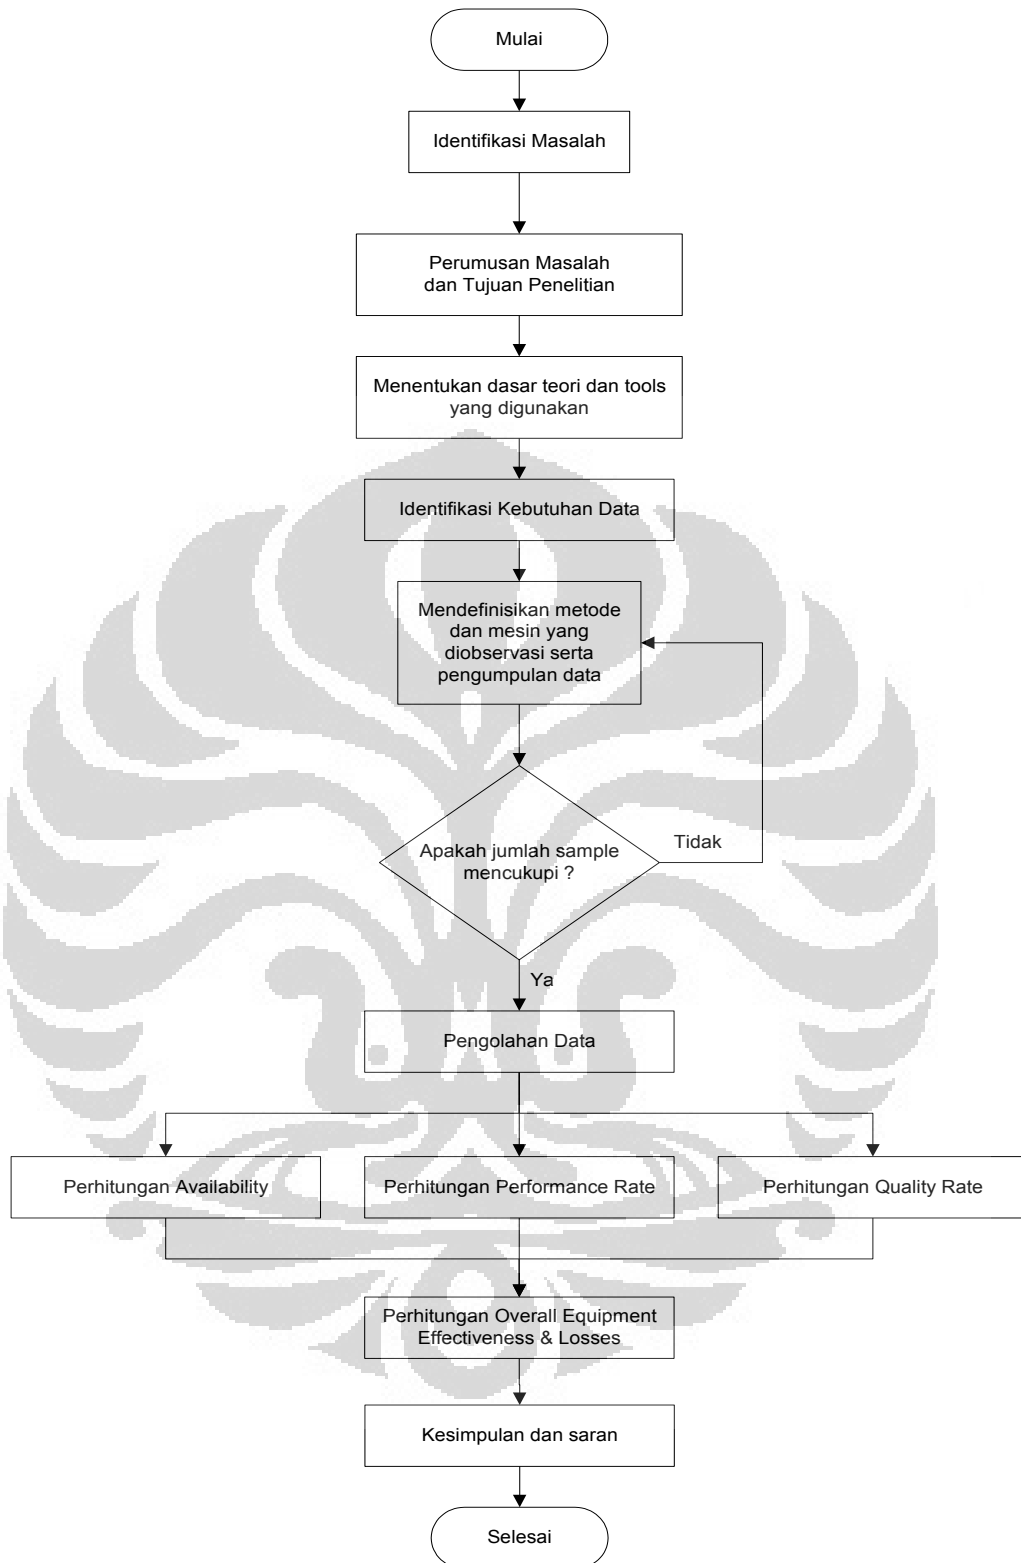 Mulai
Identifikasi Masalah
Perumusan Masalah
dan Tujuan Penelitian
Menentukan dasar teori dan tools
yang digunakan
Identifikasi Kebutuhan Data
Mendefinisikan metode
dan mesin yang
diobservasi serta
pengumpulan data
Apakah jumlah sample
mencukupi ?
Tidak
Ya
Pengolahan Data
Perhitungan Availability
Perhitungan Performance Rate
Perhitungan Quality Rate
Perhitungan Overall Equipment
Effectiveness & Losses
Kesimpulan dan saran
Selesai